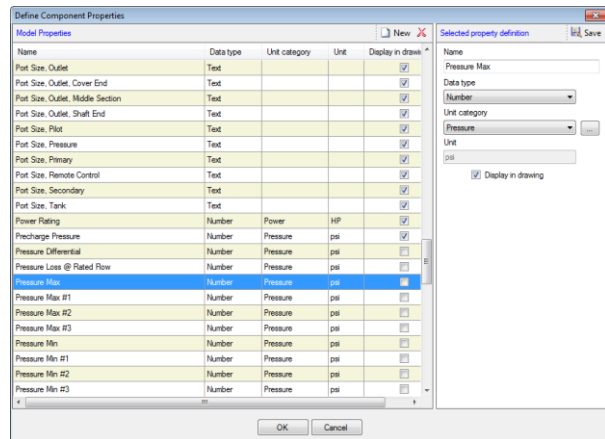 Define Component Properties
Model Properties New Selected property definition Save
Name Data type Unit category Unit Display in drawin
Port Size, Outlet Text
Port Size, Outlet, Cover End Text
Port Size, Outlet, Middle Section Text
Port Size, Outlet, Shaft End Text
Port Size, Pilot Text
Port Size, Pressure Text
Port Size, Primary Text
Port Size, Remote Control Text
Port Size, Secondary Text
Port Size, Tank Text
Power Rating Number Power HP
Precharge Pressure Number Pressure psi
Pressure Differential Number Pressure psi
Pressure Loss @ Rated Flow Number Pressure psi
Pressure Max Number Pressure psi
Pressure Max #1 Number Pressure psi
Pressure Max #2 Number Pressure psi
Pressure Max #3 Number Pressure psi
Pressure Min Number Pressure psi
Pressure Min #1 Number Pressure psi
Pressure Min #2 Number Pressure psi
Pressure Min #3 Number Pressure psi
Name
Pressure Max
Data type
Number
Unit category
Pressure ...
Unit
psi
Display in drawing
OK Cancel